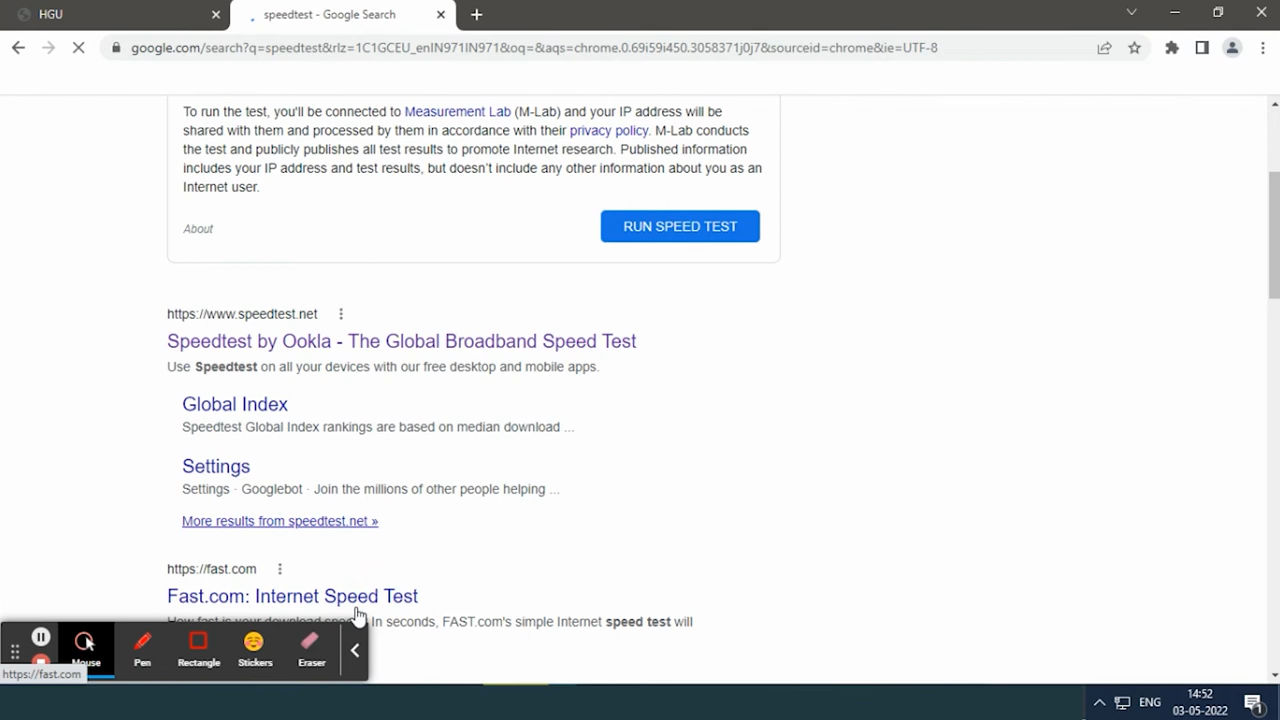 HGU
speedtest - Google Search
google.com/search?q=speedtest&rlz=1C1GCEU_enIN971IN971&oq=&aqs=chrome.0.69i59i450.3058371j0j7&sourceid=chrome&ie=UTF-8
To run the test, you'll be connected to Measurement Lab (M-Lab) and your IP address will be
shared with them and processed by them in accordance with their privacy policy. M-Lab conducts
the test and publicly publishes all test results to promote Internet research. Published information
includes your IP address and test results, but doesn't include any other information about you as an
Internet user.
About
RUN SPEED TEST
https://www.speedtest.net
Speedtest by Ookla - The Global Broadband Speed Test
Use Speedtest on all your devices with our free desktop and mobile apps.
Global Index
Speedtest Global Index rankings are based on median download ...
Settings
Settings · Googlebot · Join the millions of other people helping ...
More results from speedtest.net »
https://fast.com
Fast.com: Internet Speed Test
How fast is your download In seconds, FAST.com's simple Internet speed test will
Mouse
Pen
Rectangle
Stickers
Eraser
https://fast.com
ENG
14:52
03-05-2022
1